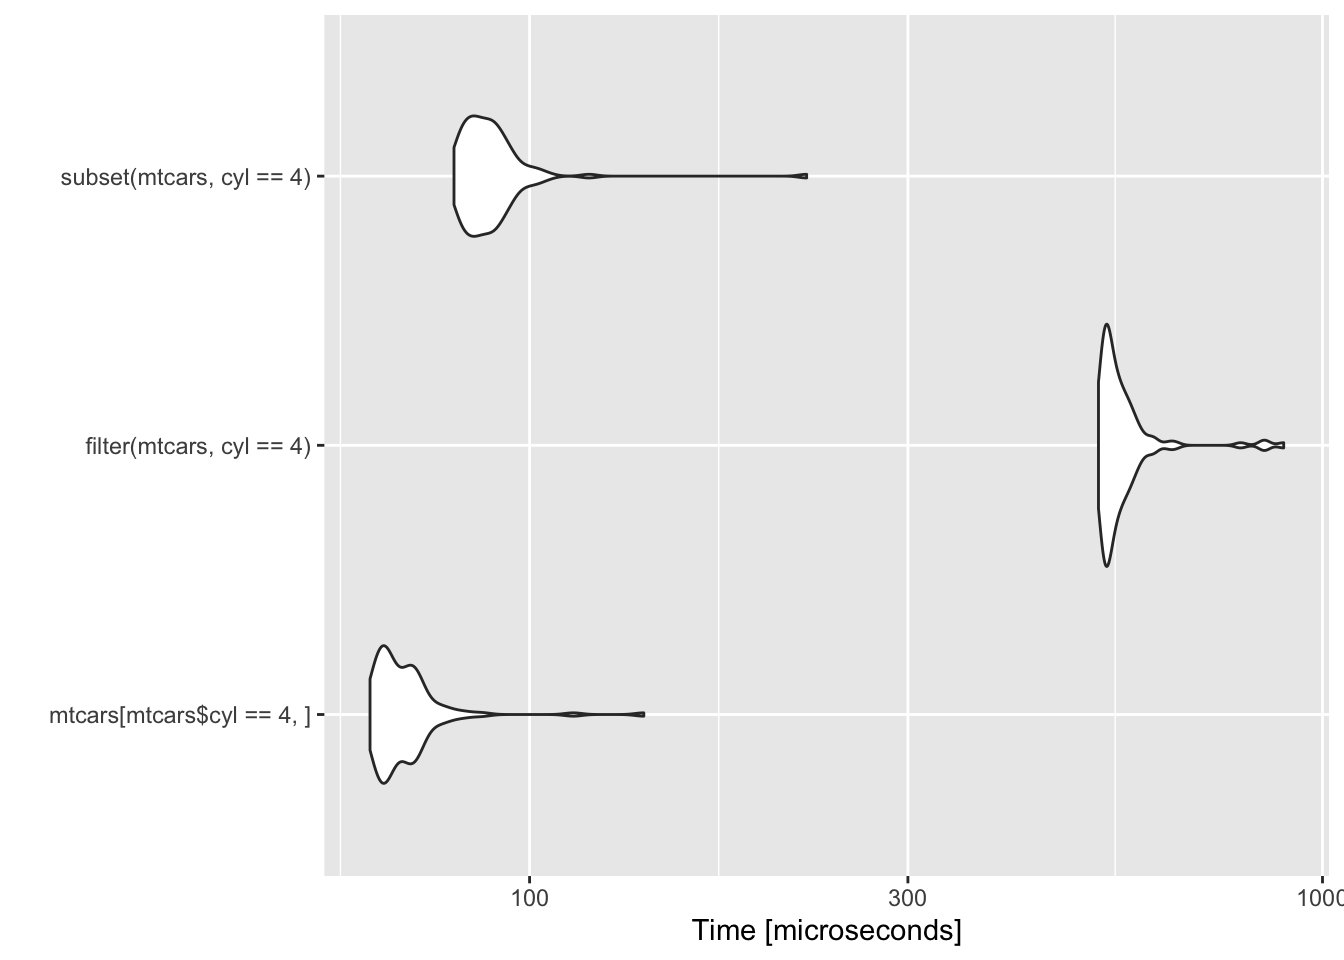 subset(mtcars, cyl == 4)
filter(mtcars, cyl == 4)
mtcars[mtcars$cyl == 4, ]
100 300 1000
Time [microseconds]